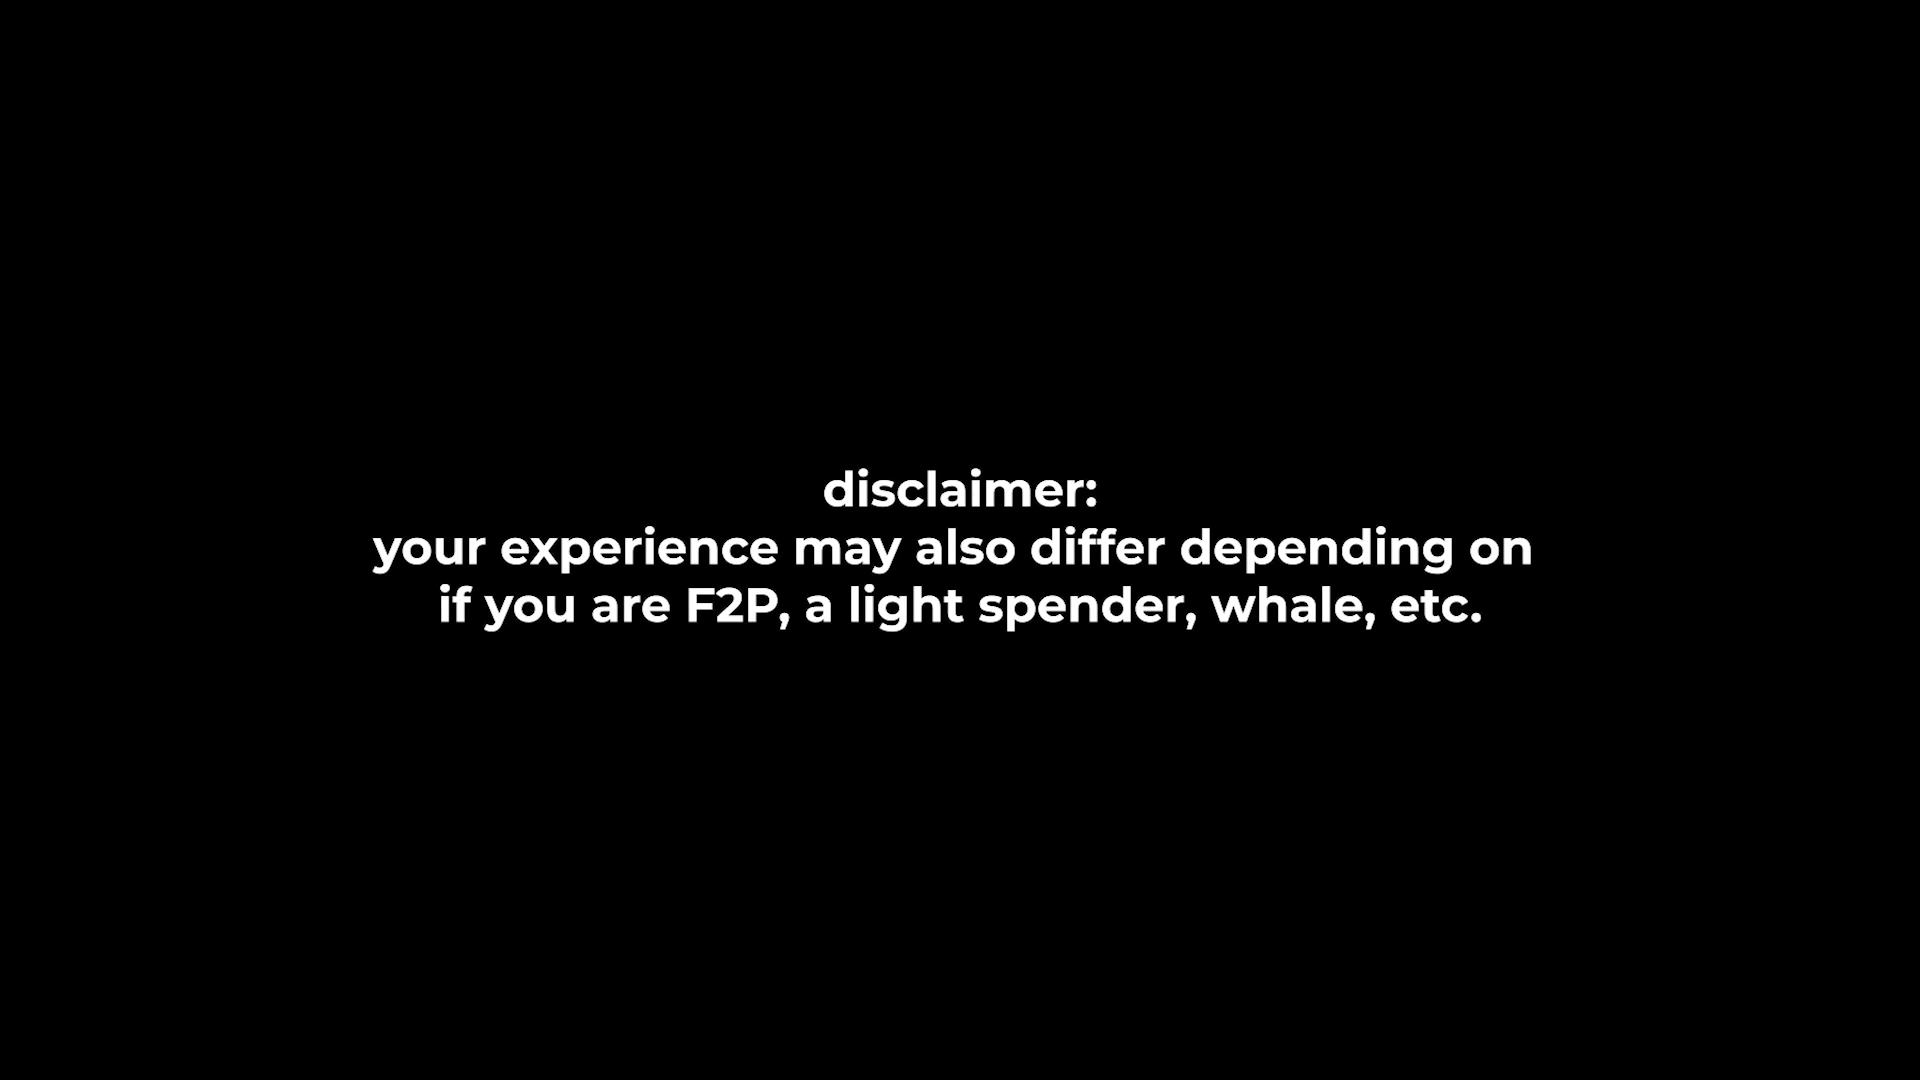 disclaimer:
your experience may also differ depending on
if you are F2P, a light spender, whale, etc.